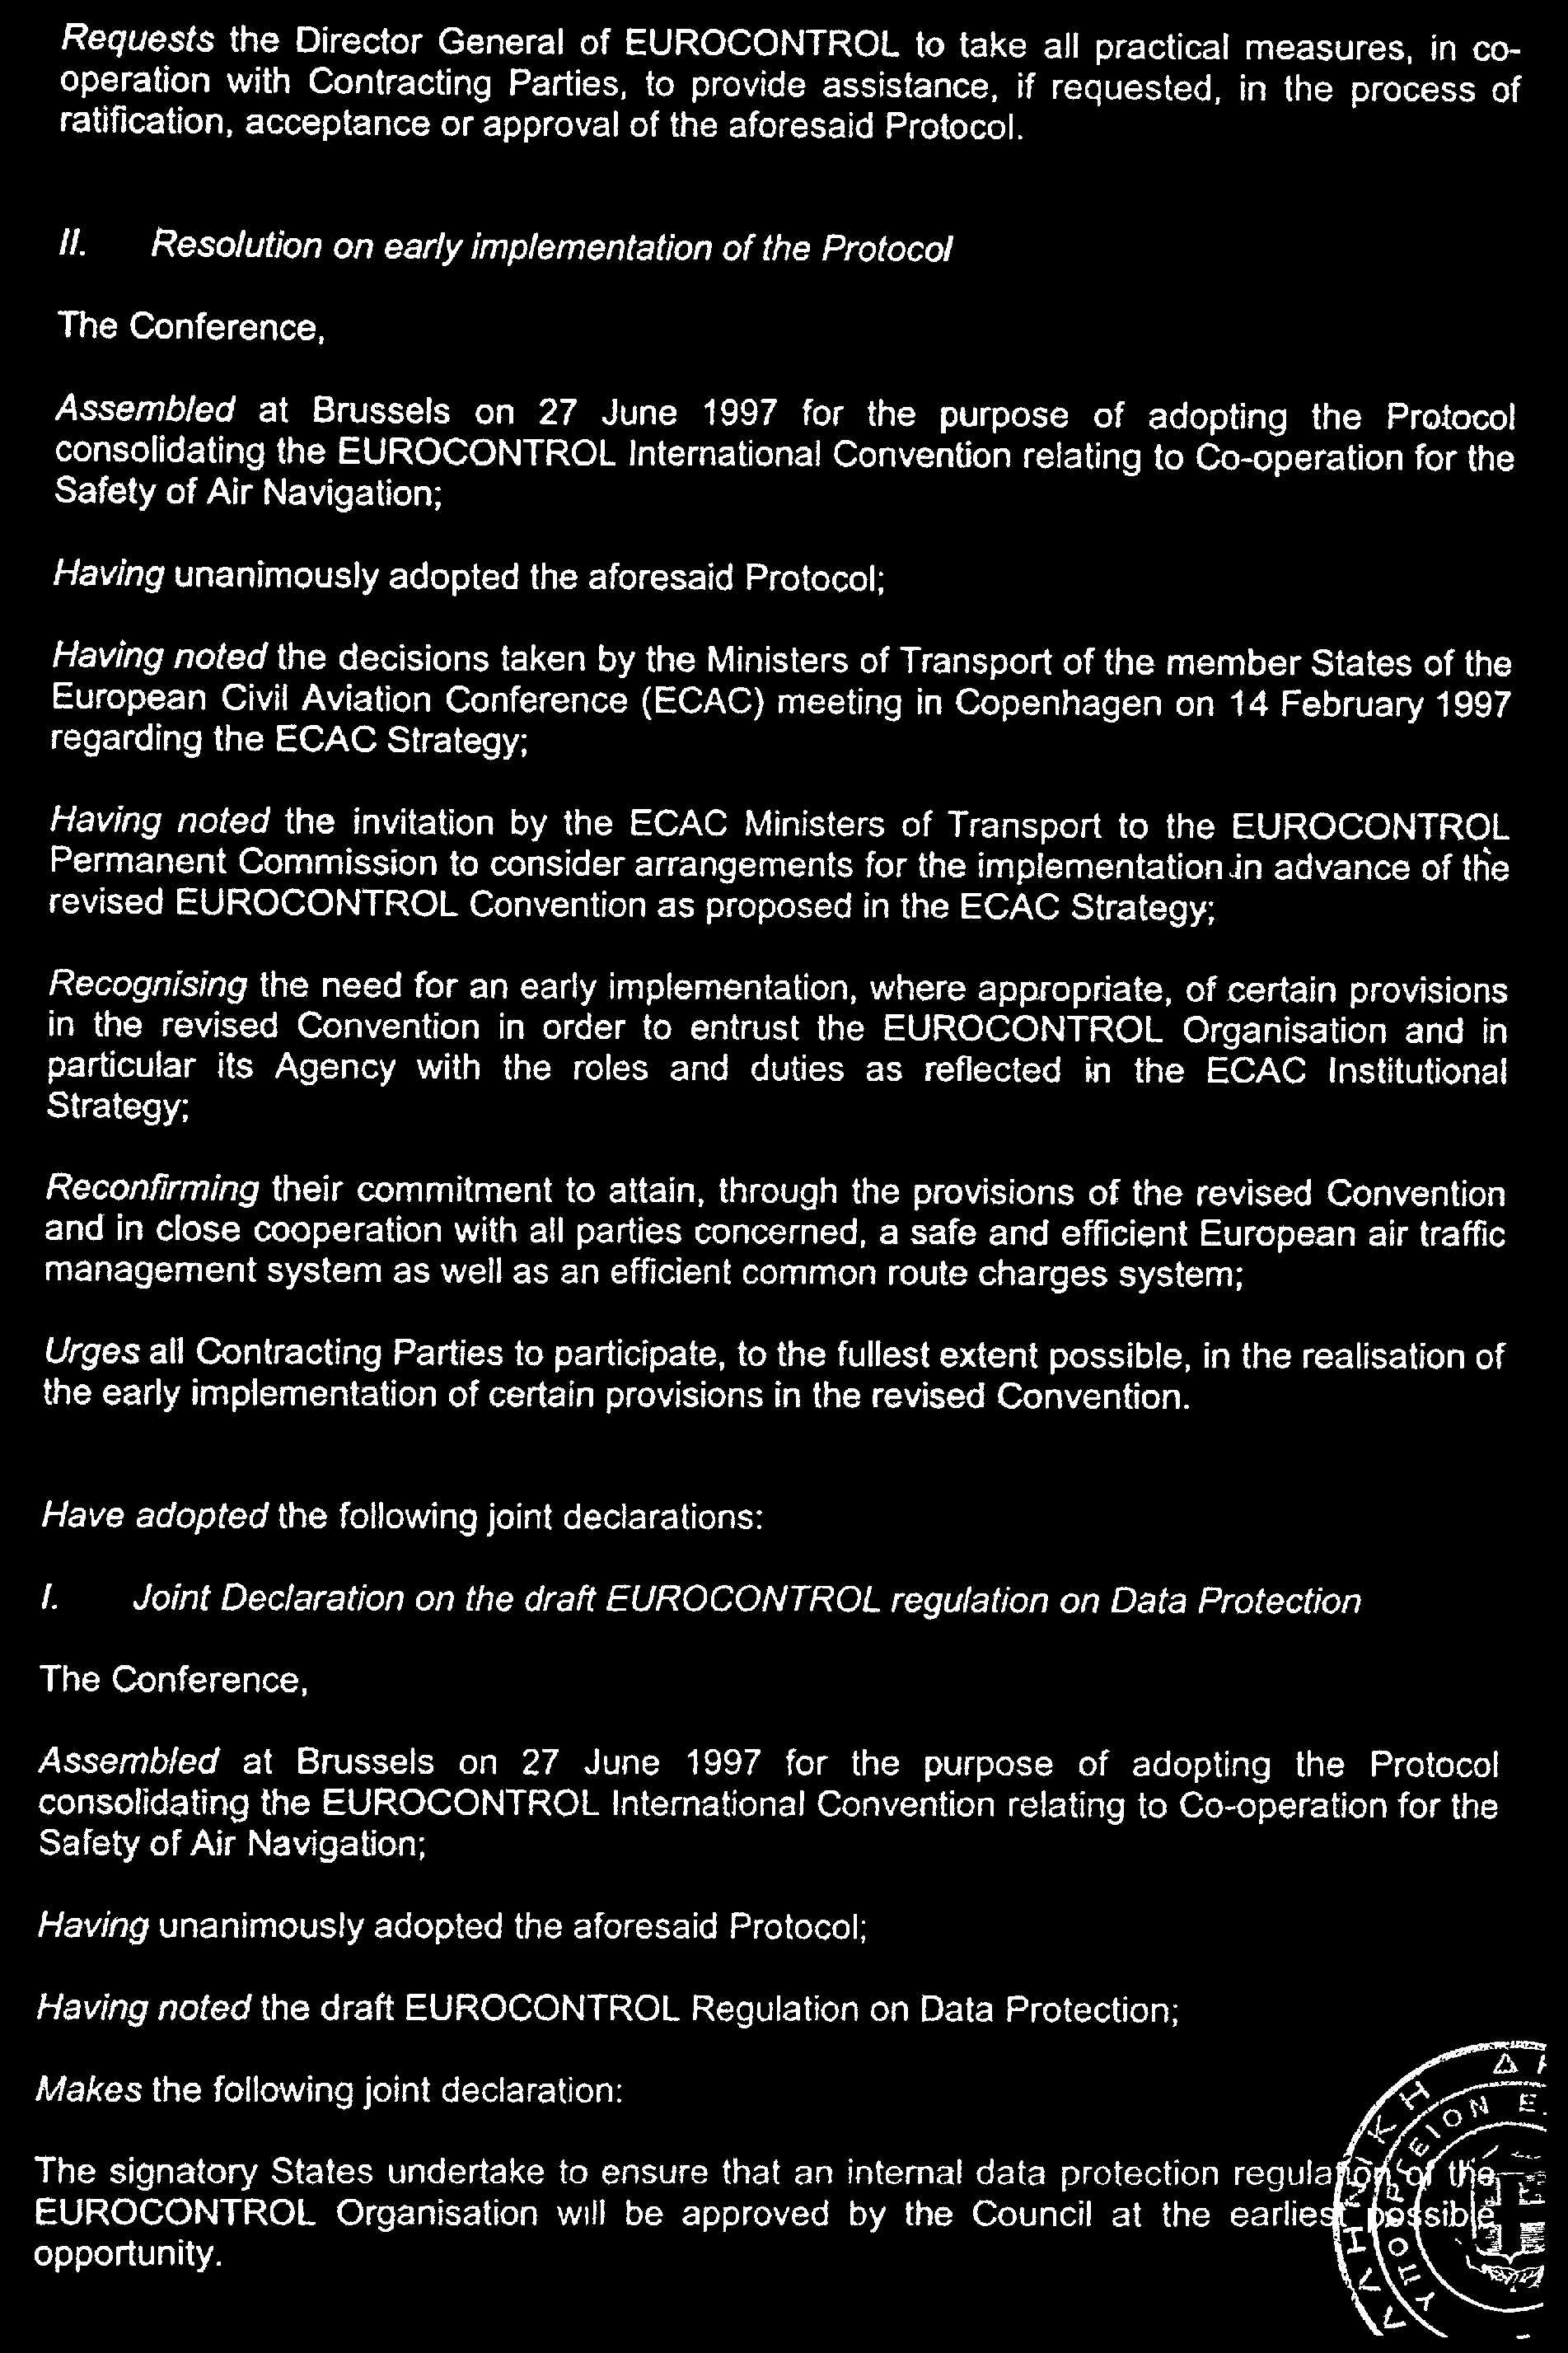 Requests the Director General of EUROCONTROL to take all practical measures, in co-
operation with Contracting Parties, to provide assistance, if requested, in the process of
ratification, acceptance or approval of the aforesaid Protocol.
II. Resolution on early implementation of the Protocol
The Conference,
Assembled at Brussels on 27 June 1997 for the purpose of adopting the Protocol
consolidating the EUROCONTROL International Convention relating to Co-operation for the
Safety of Air Navigation;
Having unanimously adopted the aforesaid Protocol;
Having noted the decisions taken by the Ministers of Transport of the member States of the
European Civil Aviation Conference (ECAC) meeting in Copenhagen on 14 February 1997
regarding the ECAC Strategy;
Having noted the invitation by the ECAC Ministers of Transport to the EUROCONTROL
Permanent Commission to consider arrangements for the implementation in advance of the
revised EUROCONTROL Convention as proposed in the ECAC Strategy;
Recognising the need for an early implementation, where appropriate, of certain provisions
in the revised Convention in order to entrust the EUROCONTROL Organisation and in
particular its Agency with the roles and duties as reflected in the ECAC Institutional
Strategy;
Reconfirming their commitment to attain, through the provisions of the revised Convention
and in close cooperation with all parties concerned, a safe and efficient European air traffic
management system as well as an efficient common route charges system;
Urges all Contracting Parties to participate, to the fullest extent possible, in the realisation of
the early implementation of certain provisions in the revised Convention.
Have adopted the following joint declarations:
I. Joint Declaration on the draft EUROCONTROL regulation on Data Protection
The Conference,
Assembled at Brussels on 27 June 1997 for the purpose of adopting the Protocol
consolidating the EUROCONTROL International Convention relating to Co-operation for the
Safety of Air Navigation;
Having unanimously adopted the aforesaid Protocol;
Having noted the draft EUROCONTROL Regulation on Data Protection;
Makes the following joint declaration:
The signatory States undertake to ensure that an internal data protection regulation of the
EUROCONTROL Organisation will be approved by the Council at the earliest possible
opportunity.